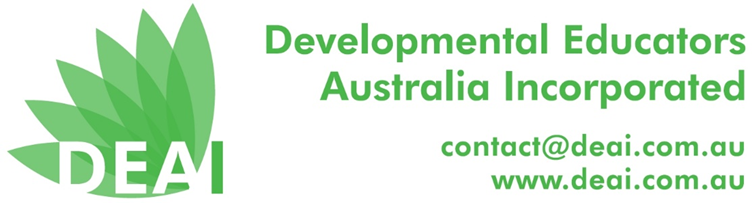 DEAI
Developmental Educators
Australia Incorporated
contact@deai.com.au
www.deai.com.au